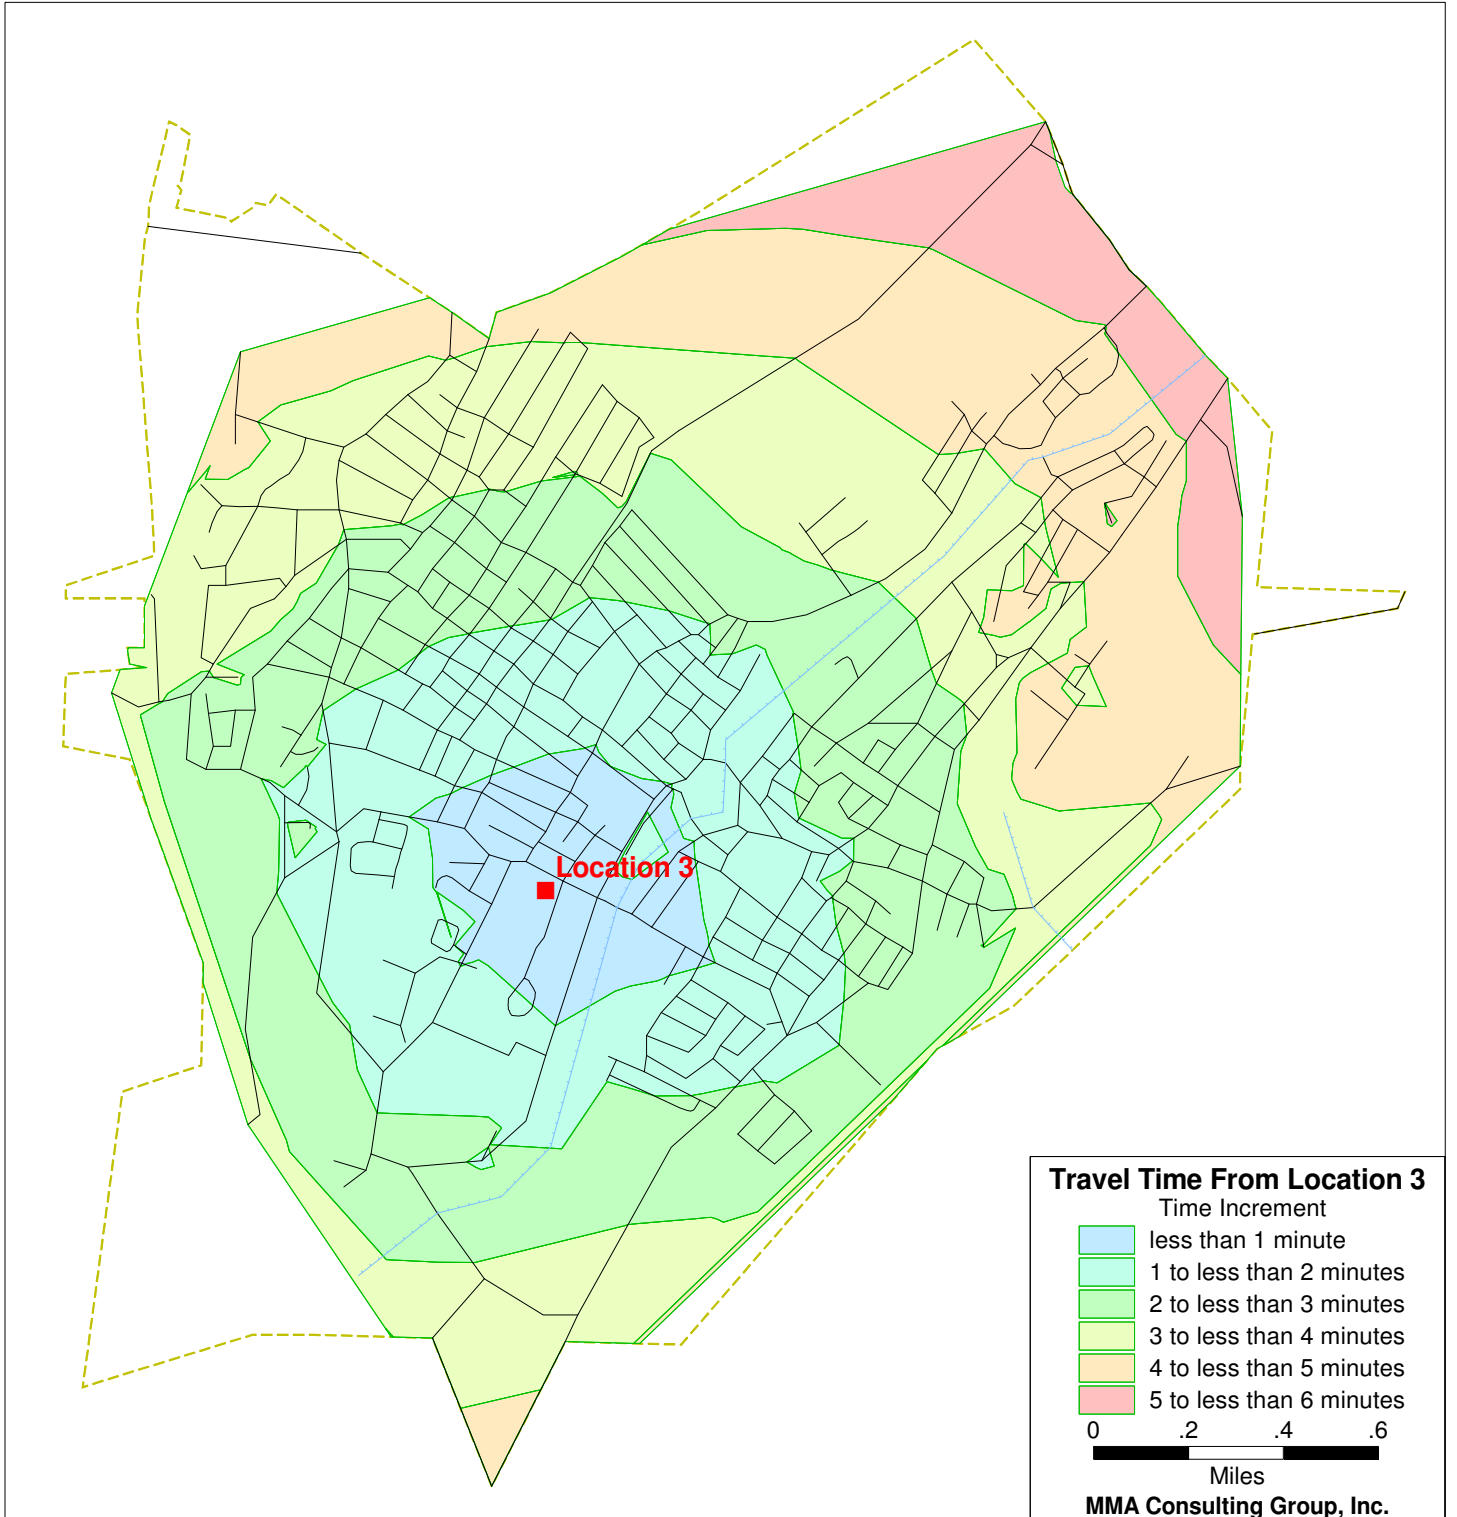 Location 3
Travel Time From Location 3
Time Increment
less than 1 minute
1 to less than 2 minutes
2 to less than 3 minutes
3 to less than 4 minutes
4 to less than 5 minutes
5 to less than 6 minutes
0 .2 .4 .6
Miles
MMA Consulting Group, Inc.